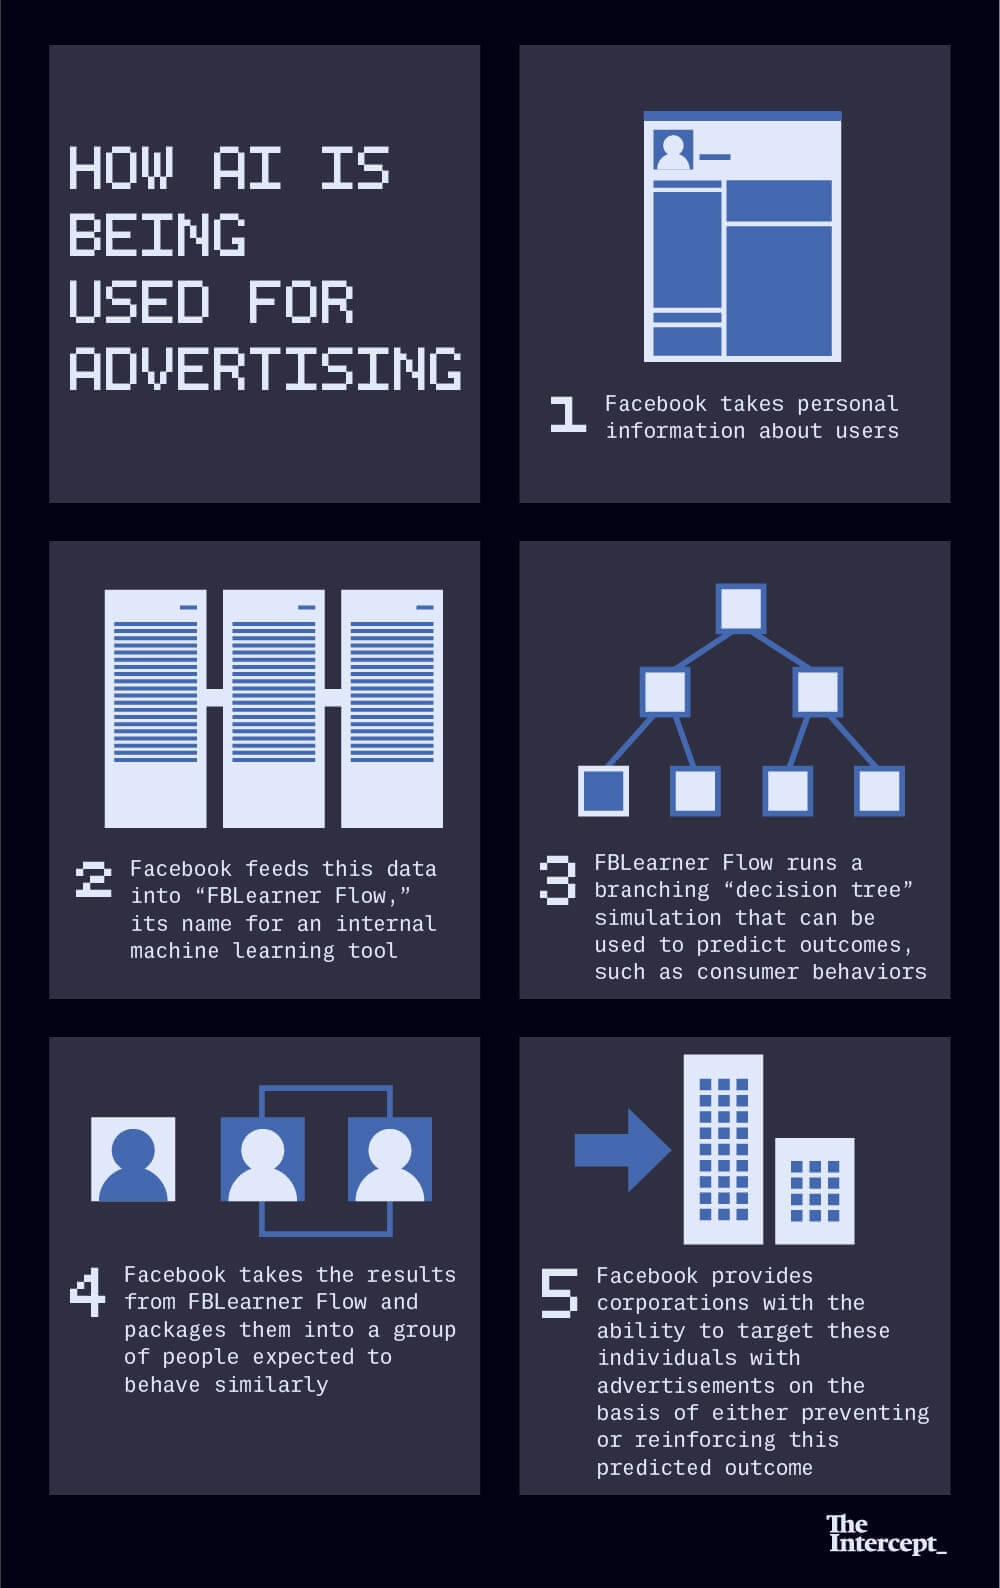 HOW AI IS
BEING
USED FOR
ADVERTISING
1 Facebook takes personal
information about users
2 Facebook feeds this data
into “FBLearner Flow,”
its name for an internal
machine learning tool
3 FBLearner Flow runs a
branching “decision tree”
simulation that can be
used to predict outcomes,
such as consumer behaviors
4 Facebook takes the results
from FBLearner Flow and
packages them into a group
of people expected to
behave similarly
5 Facebook provides
corporations with the
ability to target these
individuals with
advertisements on the
basis of either preventing
or reinforcing this
predicted outcome
The
Intercept_